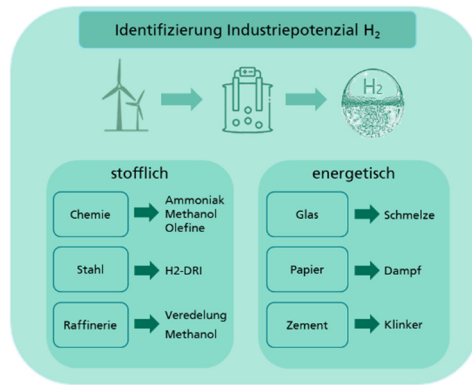 Identifizierung Industriepotenzial H₂
H₂
stofflich
Chemie
Ammoniak
Methanol
Olefine
Stahl
H2-DRI
Raffinerie
Veredelung
Methanol
energetisch
Glas
Schmelze
Papier
Dampf
Zement
Klinker